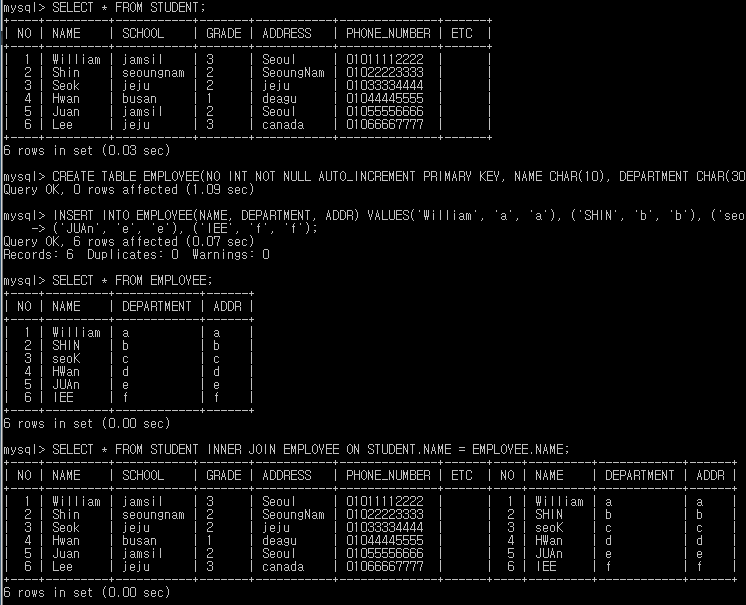 mysql> SELECT * FROM STUDENT;
+----+---------+-----------+-------+-----------+--------------+------+
| NO | NAME    | SCHOOL    | GRADE | ADDRESS   | PHONE_NUMBER | ETC  |
+----+---------+-----------+-------+-----------+--------------+------+
|  1 | William | jamsil    | 3     | Seoul     | 01011112222  |      |
|  2 | Shin    | seoungnam | 2     | SeoungNam | 01022223333  |      |
|  3 | Seok    | jeju      | 2     | jeju      | 01033334444  |      |
|  4 | Hwan    | busan     | 1     | deagu     | 01044445555  |      |
|  5 | Juan    | jamsil    | 2     | Seoul     | 01055556666  |      |
|  6 | Lee     | jeju      | 3     | canada    | 01066667777  |      |
+----+---------+-----------+-------+-----------+--------------+------+
6 rows in set (0.03 sec)
mysql> CREATE TABLE EMPLOYEE(NO INT NOT NULL AUTO_INCREMENT PRIMARY KEY, NAME CHAR(10), DEPARTMENT CHAR(30
Query OK, 0 rows affected (1.09 sec)
mysql> INSERT INTO EMPLOYEE(NAME, DEPARTMENT, ADDR) VALUES('William', 'a', 'a'), ('SHIN', 'b', 'b'), ('seo
    -> ('JUAn', 'e', 'e'), ('lEE', 'f', 'f');
Query OK, 6 rows affected (0.07 sec)
Records: 6  Duplicates: 0  Warnings: 0
mysql> SELECT * FROM EMPLOYEE;
+----+---------+------------+------+
| NO | NAME    | DEPARTMENT | ADDR |
+----+---------+------------+------+
|  1 | William | a          | a    |
|  2 | SHIN    | b          | b    |
|  3 | seoK    | c          | c    |
|  4 | HWan    | d          | d    |
|  5 | JUAn    | e          | e    |
|  6 | lEE     | f          | f    |
+----+---------+------------+------+
6 rows in set (0.00 sec)
mysql> SELECT * FROM STUDENT INNER JOIN EMPLOYEE ON STUDENT.NAME = EMPLOYEE.NAME;
+----+---------+-----------+-------+-----------+--------------+------+----+---------+------------+------+
| NO | NAME    | SCHOOL    | GRADE | ADDRESS   | PHONE_NUMBER | ETC  | NO | NAME    | DEPARTMENT | ADDR |
+----+---------+-----------+-------+-----------+--------------+------+----+---------+------------+------+
|  1 | William | jamsil    | 3     | Seoul     | 01011112222  |      |  1 | William | a          | a    |
|  2 | Shin    | seoungnam | 2     | SeoungNam | 01022223333  |      |  2 | SHIN    | b          | b    |
|  3 | Seok    | jeju      | 2     | jeju      | 01033334444  |      |  3 | seoK    | c          | c    |
|  4 | Hwan    | busan     | 1     | deagu     | 01044445555  |      |  4 | HWan    | d          | d    |
|  5 | Juan    | jamsil    | 2     | Seoul     | 01055556666  |      |  5 | JUAn    | e          | e    |
|  6 | Lee     | jeju      | 3     | canada    | 01066667777  |      |  6 | lEE     | f          | f    |
+----+---------+-----------+-------+-----------+--------------+------+----+---------+------------+------+
6 rows in set (0.00 sec)